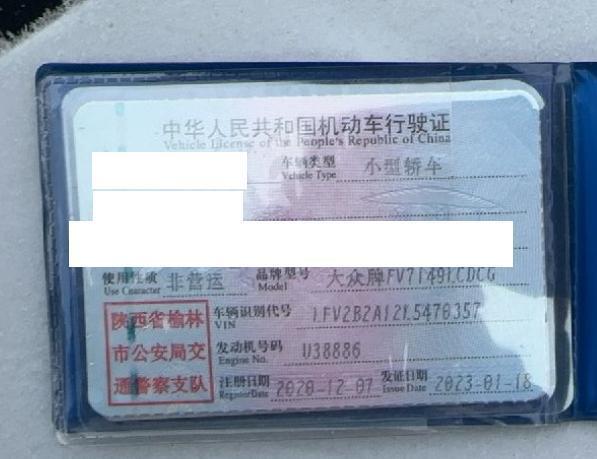 中华人民共和国机动车行驶证
Vehicle License of the People's Republic of China
车辆类型 小型轿车
Vehicle Type
使用性质 非营运 品牌型号 大众牌FV7149LCDCG
Use Character Model
陕西省榆林
市公安局交
通警察支队
车辆识别代号 LFV2B2A12L5470357
VIN
发动机号码 U38886
Engine No.
注册日期 2020-12-07 发证日期 2023-01-18
Register Date Issue Date